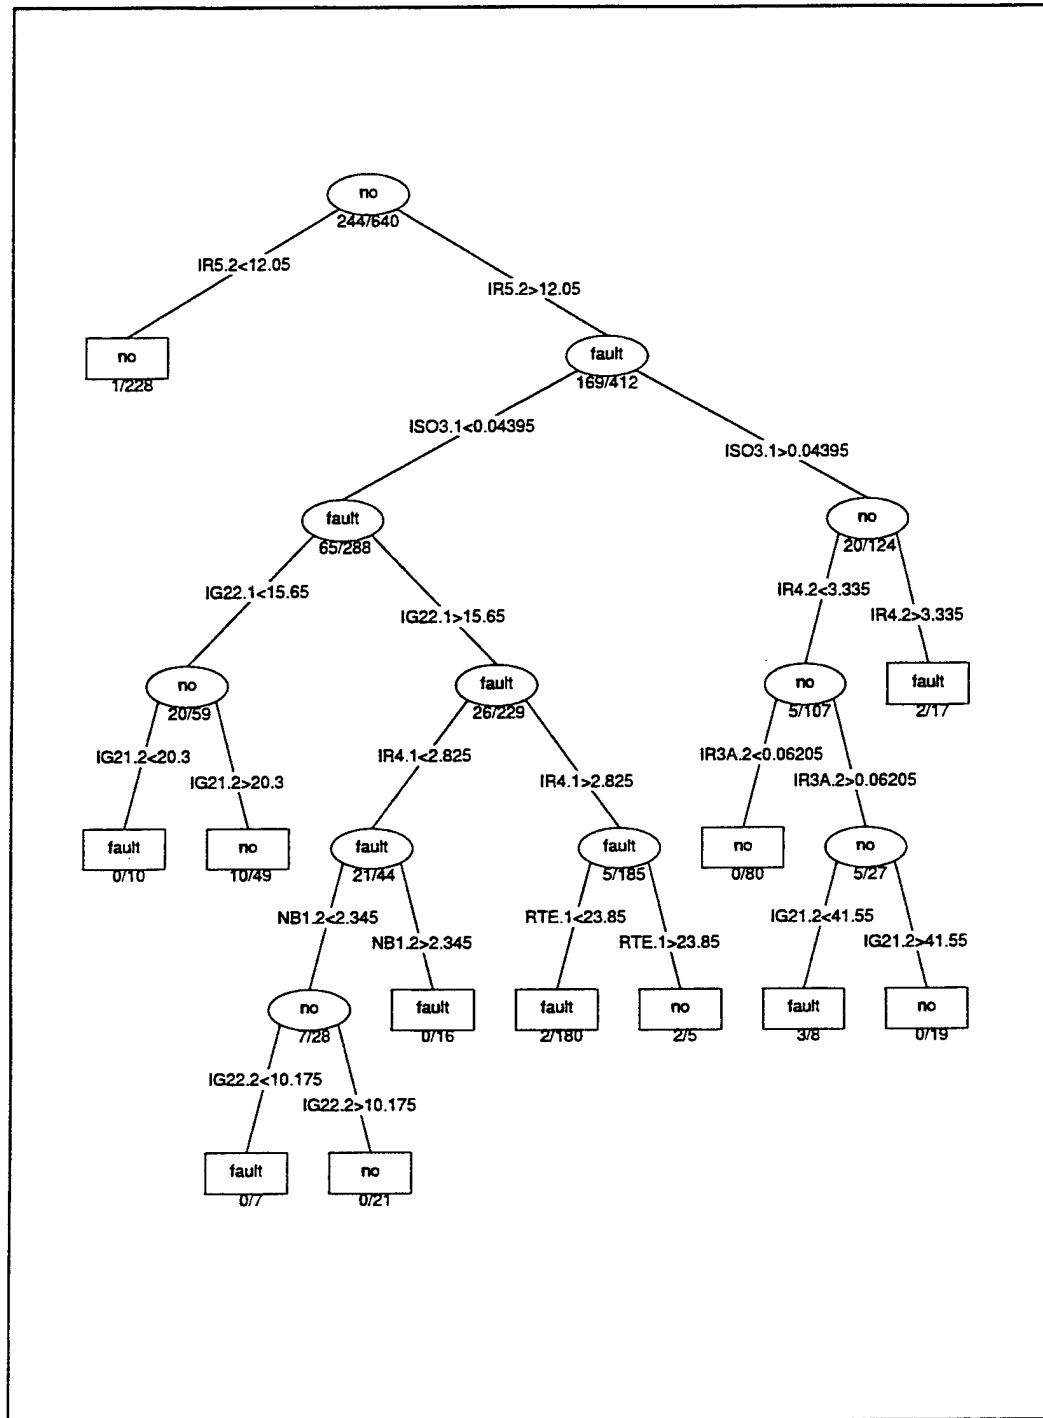 no
244/640
IR5.2<12.05
IR5.2>12.05
no
1/228
fault
169/412
ISO3.1<0.04395
ISO3.1>0.04395
fault
65/288
no
20/124
IG22.1<15.65
IG22.1>15.65
IR4.2<3.335
IR4.2>3.335
no
20/59
fault
26/229
no
5/107
fault
2/17
IG21.2<20.3
IG21.2>20.3
IR4.1<2.825
IR4.1>2.825
IR3A.2<0.06205
IR3A.2>0.06205
fault
0/10
no
10/49
fault
21/44
fault
5/185
no
0/80
no
5/27
NB1.2<2.345
NB1.2>2.345
RTE.1<23.85
RTE.1>23.85
IG21.2<41.55
IG21.2>41.55
no
7/28
fault
0/16
fault
2/180
no
2/5
fault
3/8
no
0/19
IG22.2<10.175
IG22.2>10.175
fault
0/7
no
0/21